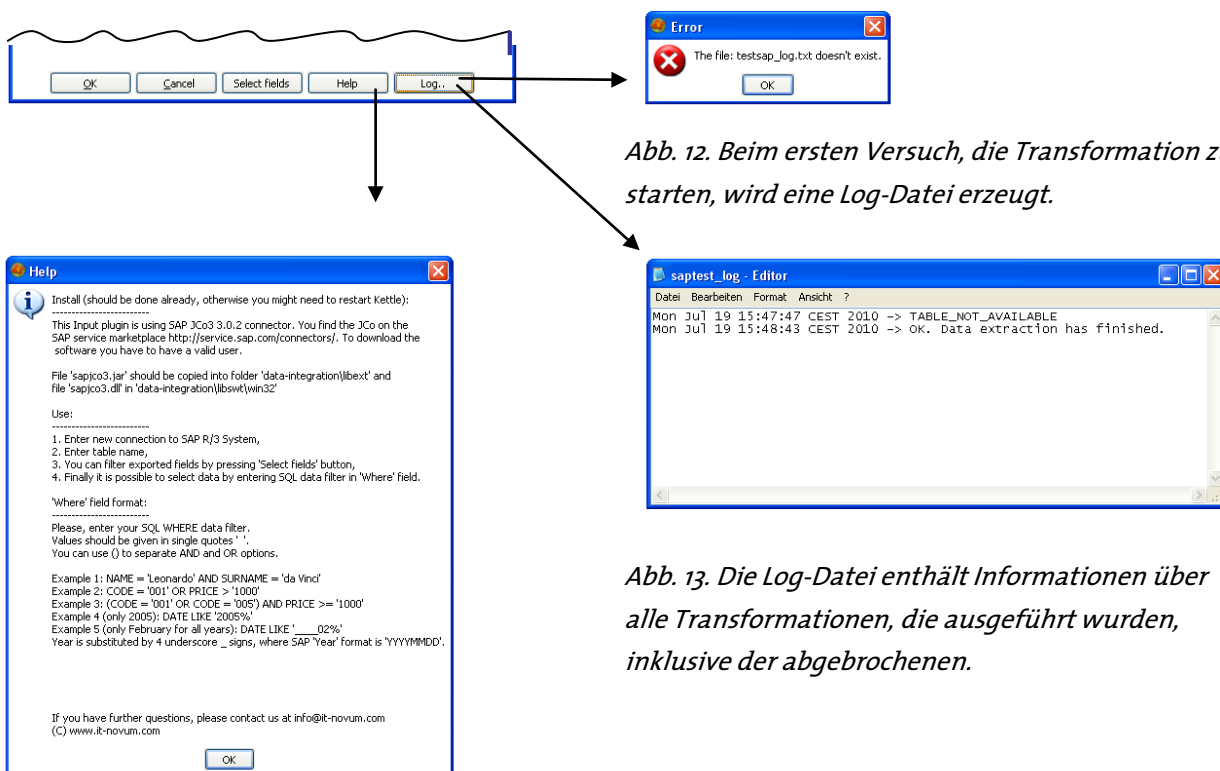 OK Cancel Select fields Help Log..
Error
The file: testsap_log.txt doesn't exist.
OK
Abb. 12. Beim ersten Versuch, die Transformation z
starten, wird eine Log-Datei erzeugt.
Help
Install (should be done already, otherwise you might need to restart Kettle):
-------------------------
This Input plugin is using SAP JCo3 3.0.2 connector. You find the JCo on the
SAP service marketplace http://service.sap.com/connectors/. To download the
software you have to have a valid user.
File 'sapjco3.jar' should be copied into folder 'data-integration\libext' and
file 'sapjco3.dll' in 'data-integration\libswt\win32'
Use:
-------------------------
1. Enter new connection to SAP R/3 System,
2. Enter table name,
3. You can filter exported fields by pressing 'Select fields' button,
4. Finally it is possible to select data by entering SQL data filter in 'Where' field.
'Where' field format:
-------------------------
Please, enter your SQL WHERE data filter.
Values should be given in single quotes ' '.
You can use () to separate AND and OR options.
Example 1: NAME = 'Leonardo' AND SURNAME = 'da Vinci'
Example 2: CODE = '001' OR PRICE > '1000'
Example 3: (CODE = '001' OR CODE = '005') AND PRICE >= '1000'
Example 4 (only 2005): DATE LIKE '2005%'
Example 5 (only February for all years): DATE LIKE '____02%'
Year is substituted by 4 underscore _ signs, where SAP 'Year' format is 'YYYYMMDD'.
If you have further questions, please contact us at info@it-novum.com
(C) www.it-novum.com
OK
saptest_log - Editor
Datei Bearbeiten Format Ansicht ?
Mon Jul 19 15:47:47 CEST 2010 -> TABLE_NOT_AVAILABLE
Mon Jul 19 15:48:43 CEST 2010 -> OK. Data extraction has finished.
Abb. 13. Die Log-Datei enthält Informationen über
alle Transformationen, die ausgeführt wurden,
inklusive der abgebrochenen.